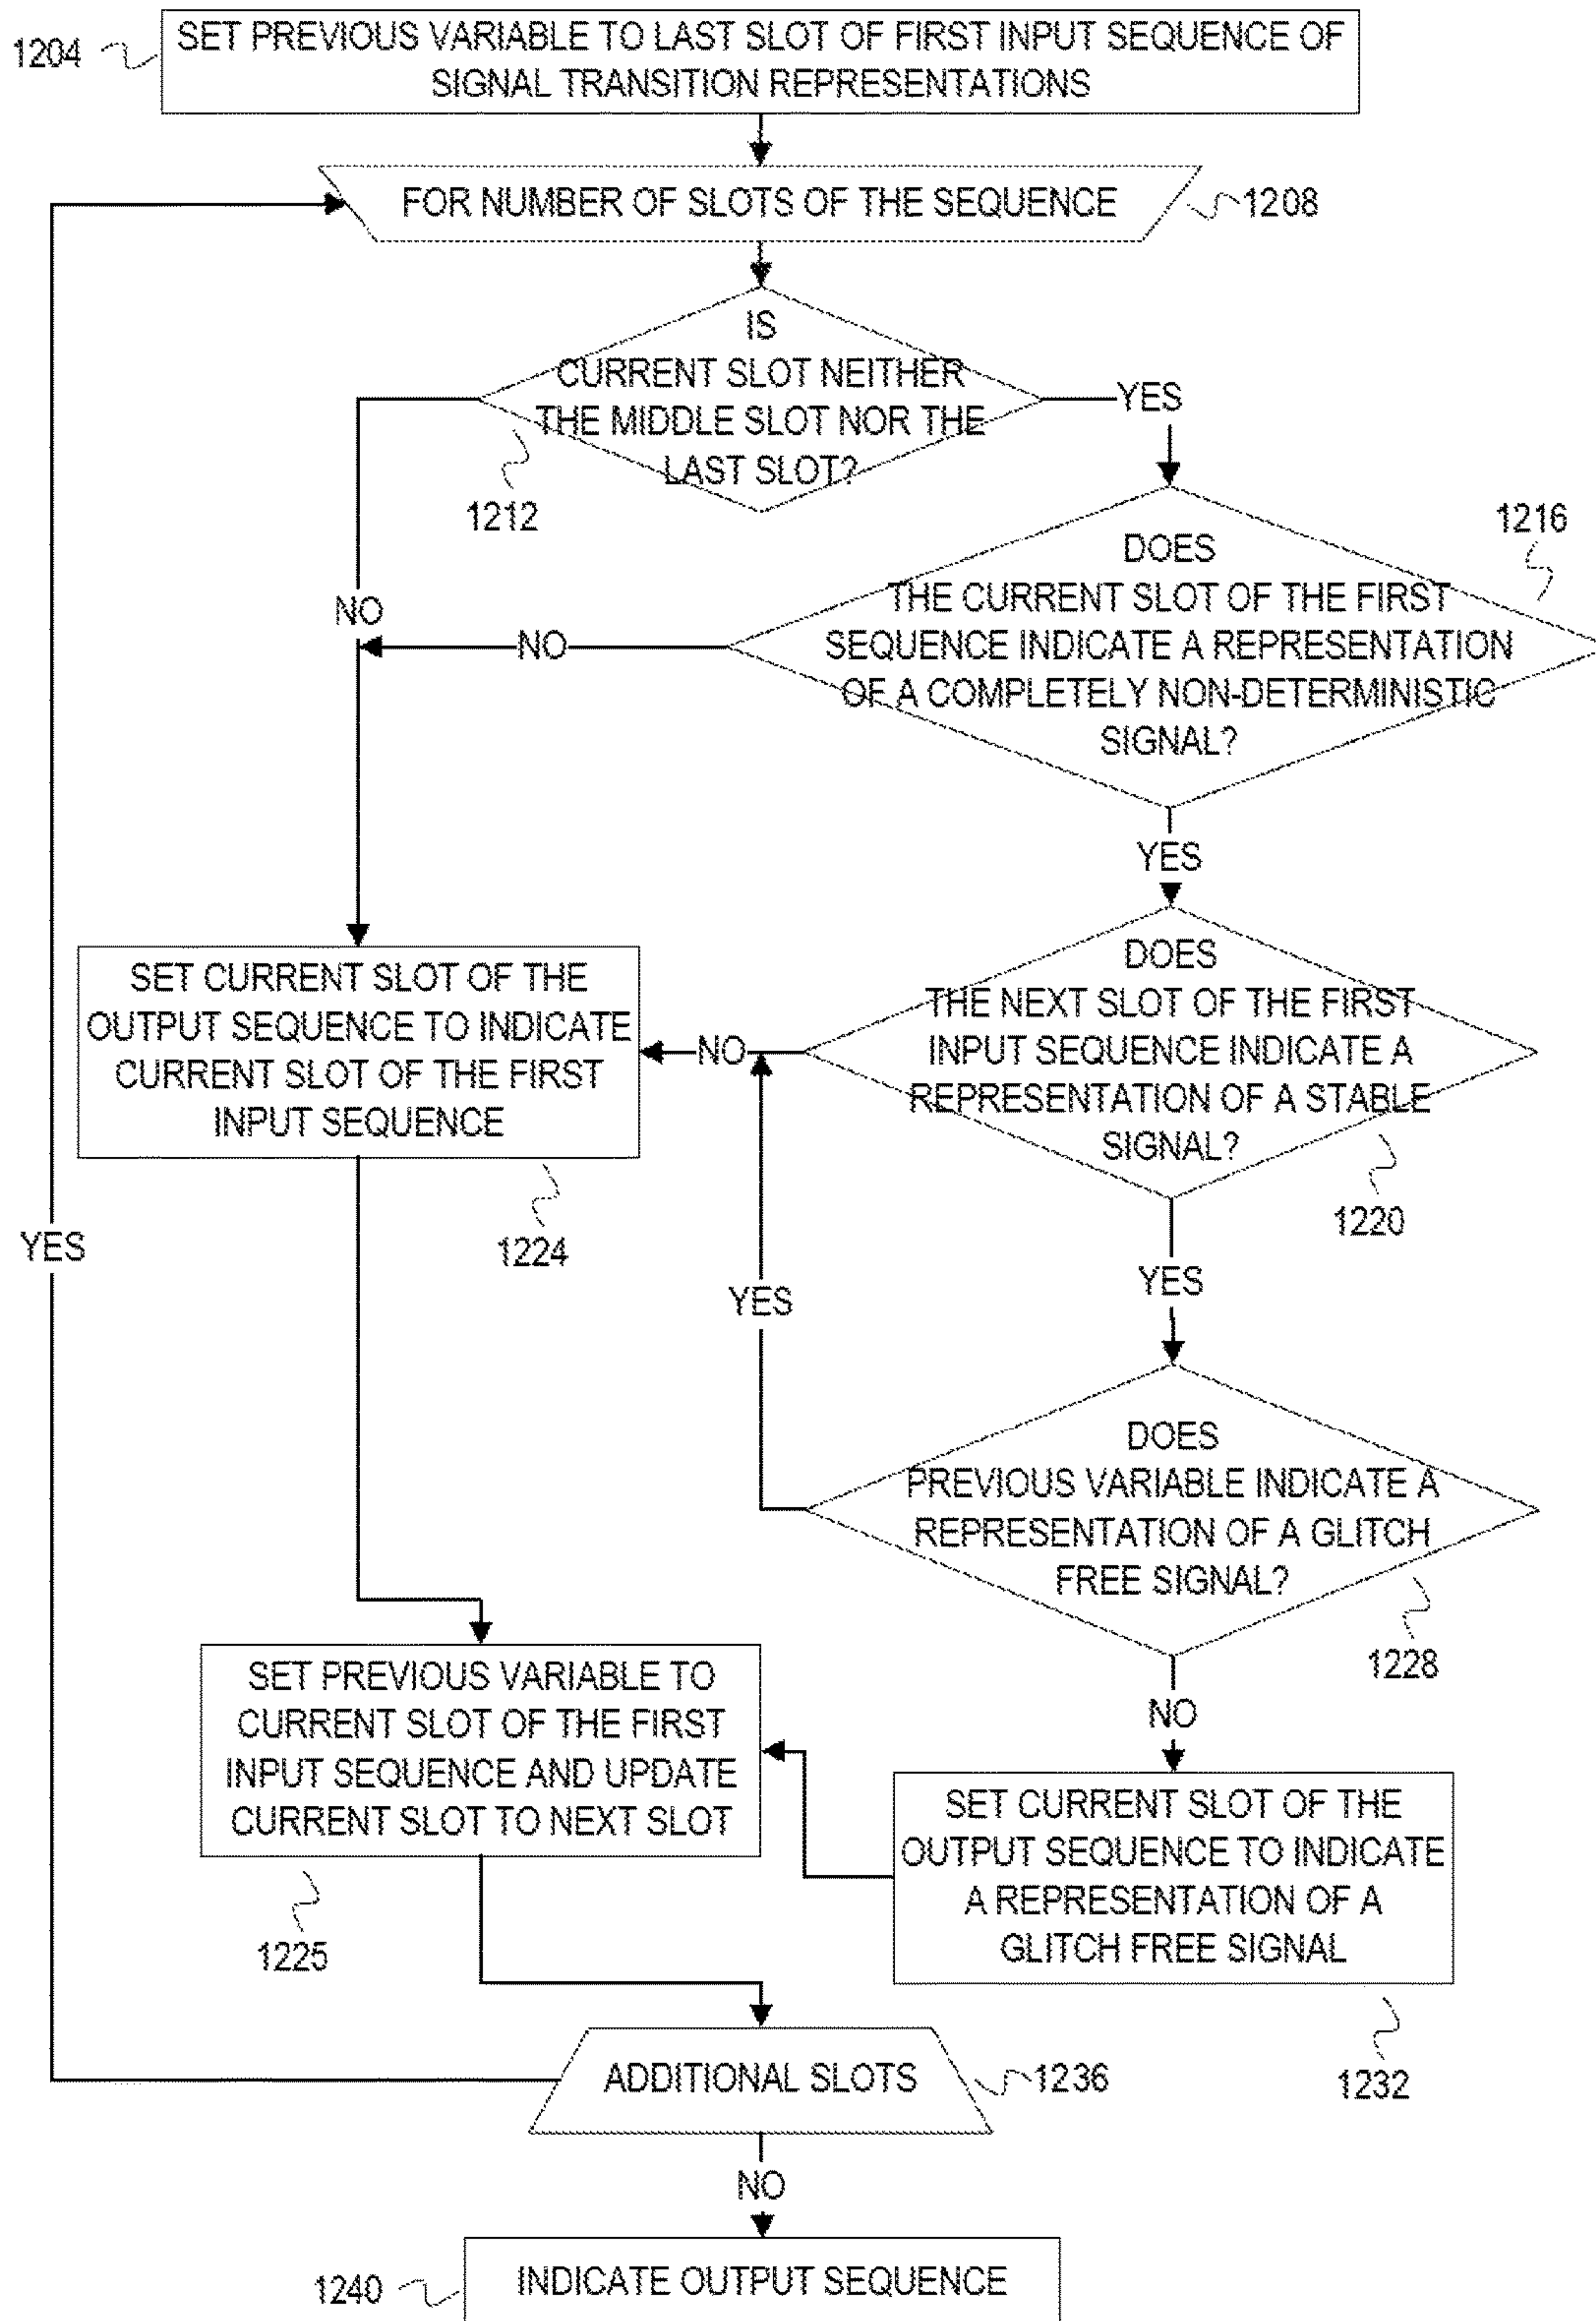 1204
SET PREVIOUS VARIABLE TO LAST SLOT OF FIRST INPUT SEQUENCE OF
SIGNAL TRANSITION REPRESENTATIONS
FOR NUMBER OF SLOTS OF THE SEQUENCE
1208
IS
CURRENT SLOT NEITHER
THE MIDDLE SLOT NOR THE
LAST SLOT?
1212
YES
NO
1216
DOES
THE CURRENT SLOT OF THE FIRST
SEQUENCE INDICATE A REPRESENTATION
OF A COMPLETELY NON-DETERMINISTIC
SIGNAL?
NO
YES
DOES
THE NEXT SLOT OF THE FIRST
INPUT SEQUENCE INDICATE A
REPRESENTATION OF A STABLE
SIGNAL?
1220
NO
YES
SET CURRENT SLOT OF THE
OUTPUT SEQUENCE TO INDICATE
CURRENT SLOT OF THE FIRST
INPUT SEQUENCE
1224
YES
YES
DOES
PREVIOUS VARIABLE INDICATE A
REPRESENTATION OF A GLITCH
FREE SIGNAL?
1228
NO
SET PREVIOUS VARIABLE TO
CURRENT SLOT OF THE FIRST
INPUT SEQUENCE AND UPDATE
CURRENT SLOT TO NEXT SLOT
1225
SET CURRENT SLOT OF THE
OUTPUT SEQUENCE TO INDICATE
A REPRESENTATION OF A
GLITCH FREE SIGNAL
1232
ADDITIONAL SLOTS
1236
NO
1240
INDICATE OUTPUT SEQUENCE